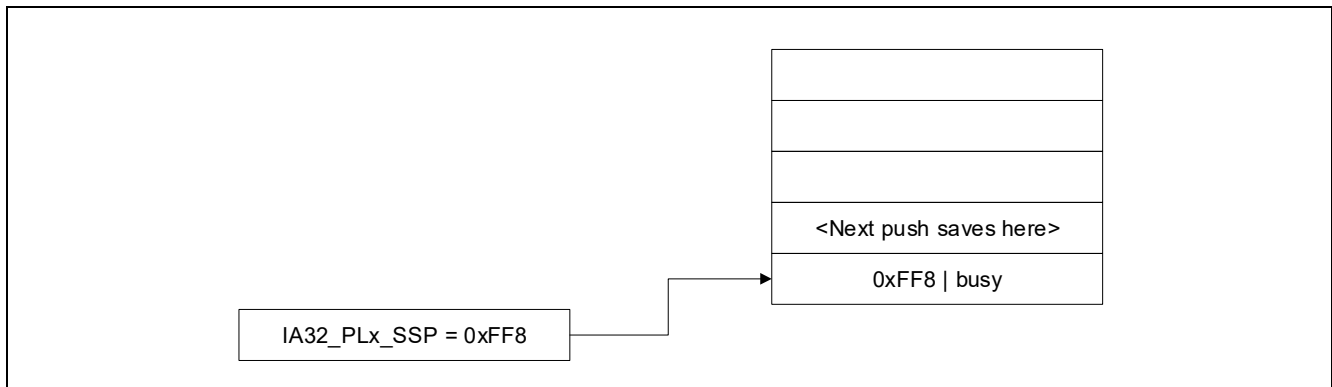 <Next push saves here>
0xFF8 | busy
IA32_PLx_SSP = 0xFF8